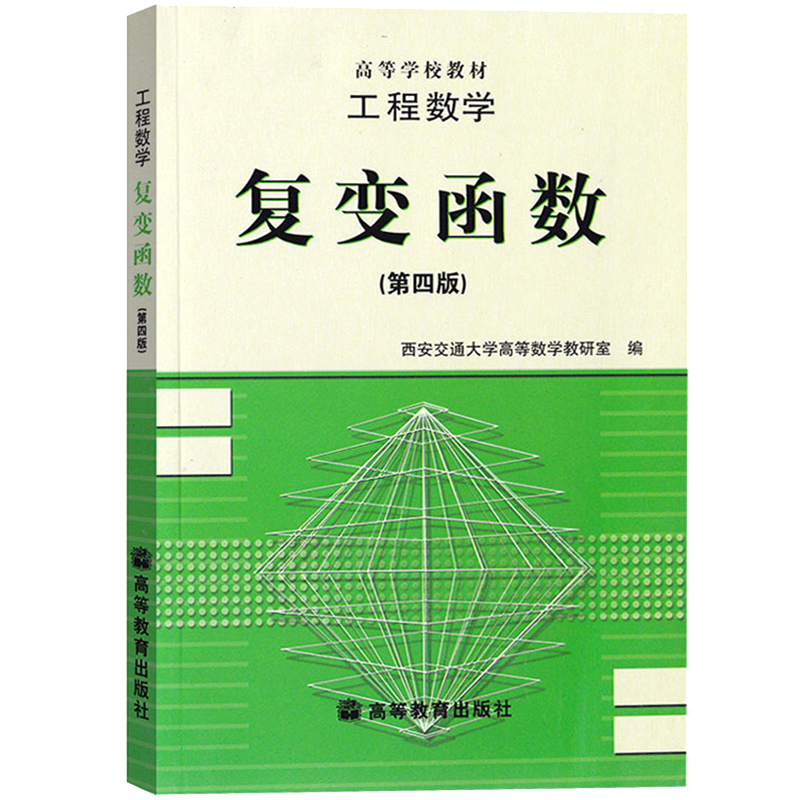 高等学校教材
工程数学
复变函数
(第四版)
西安交通大学高等数学教研室 编
高等教育出版社
工程数学 复变函数 (第四版)
高等教育出版社